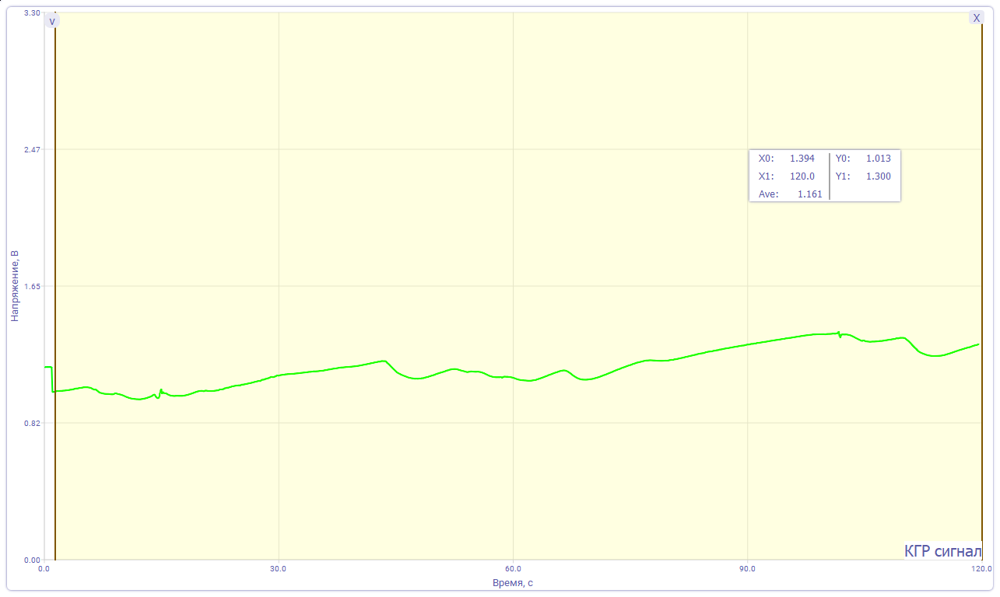 3.30
v
X
2.47
X0: 1.394 Y0: 1.013
X1: 120.0 Y1: 1.300
Ave: 1.161
Напряжение, В
1.65
0.82
КГР сигнал
0.00
0.0 30.0 60.0 90.0 120.0
Время, с